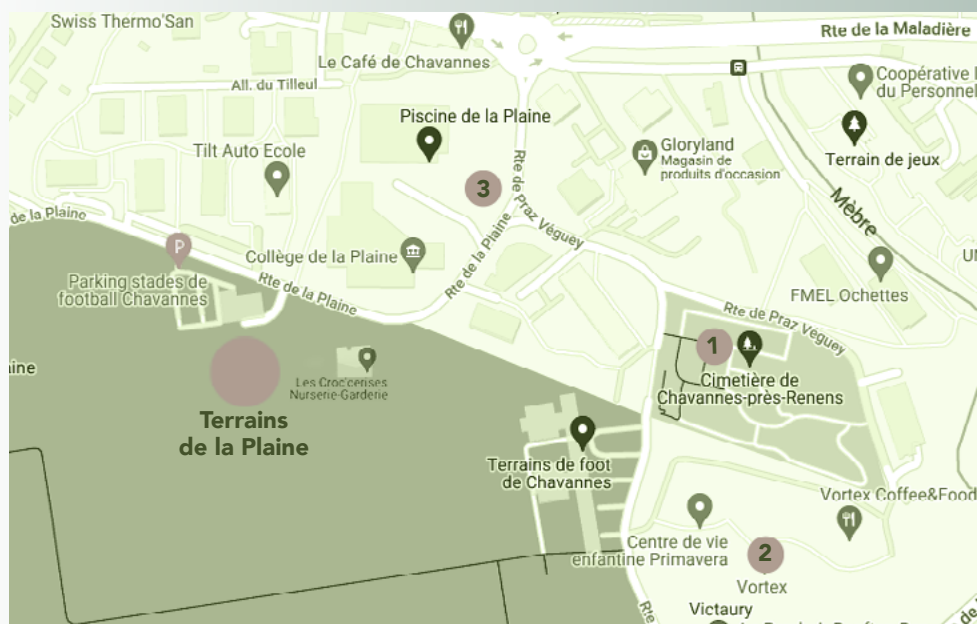 Swiss Thermo'San
Rte de la Maladière
Le Café de Chavannes
All. du Tilleul
Coopérative
du Personnel
Piscine de la Plaine
Tilt Auto Ecole
Gloryland
Magasin de
produits d'occasion
Terrain de jeux
3
Rte de Praz Véguey
Mèbre
de la Plaine
P
Collège de la Plaine
Rte de la Plaine
Parking stades de
football Chavannes
Rte de la Plaine
FMEL Ochettes
Rte de Praz Véguey
1
Cimetière de
Chavannes-près-Renens
aine
Les Croc'cerises
Nurserie-Garderie
Terrains
de la Plaine
Terrains de foot
de Chavannes
Vortex Coffee&Food
Centre de vie
enfantine Primavera
2
Vortex
Victaury
Rte